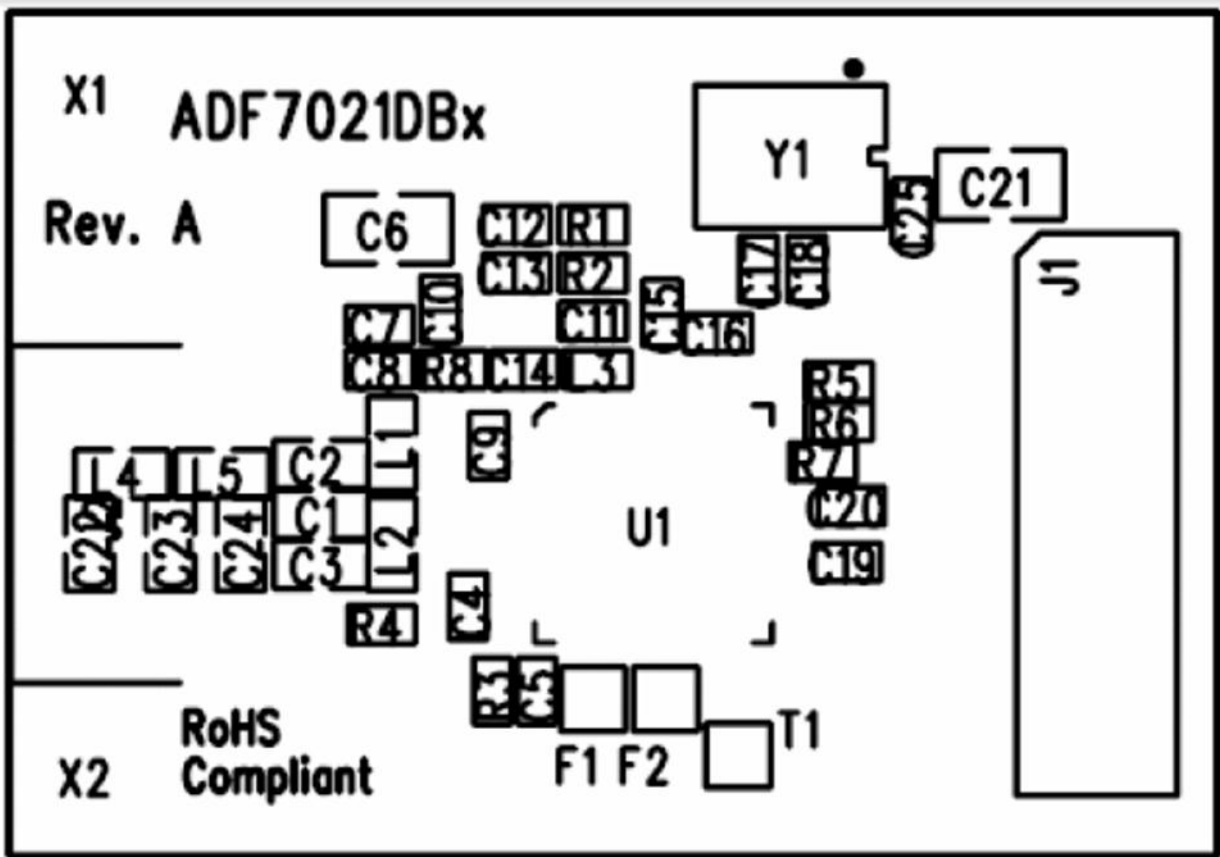 X1
ADF7021DBx
Y1
C21
C25
Rev. A
C6
C12 R1
C13 R2
C17 C18
J1
C10
C7
C11
C15
C16
C8 R8 C14 L3
R5
R6
R7
L1
C9
L4 L5 C2
C22 C23 C24
C1
C3
L2
U1
C20
C19
R4
C4
R3 C5
F1 F2
T1
RoHS
Compliant
X2